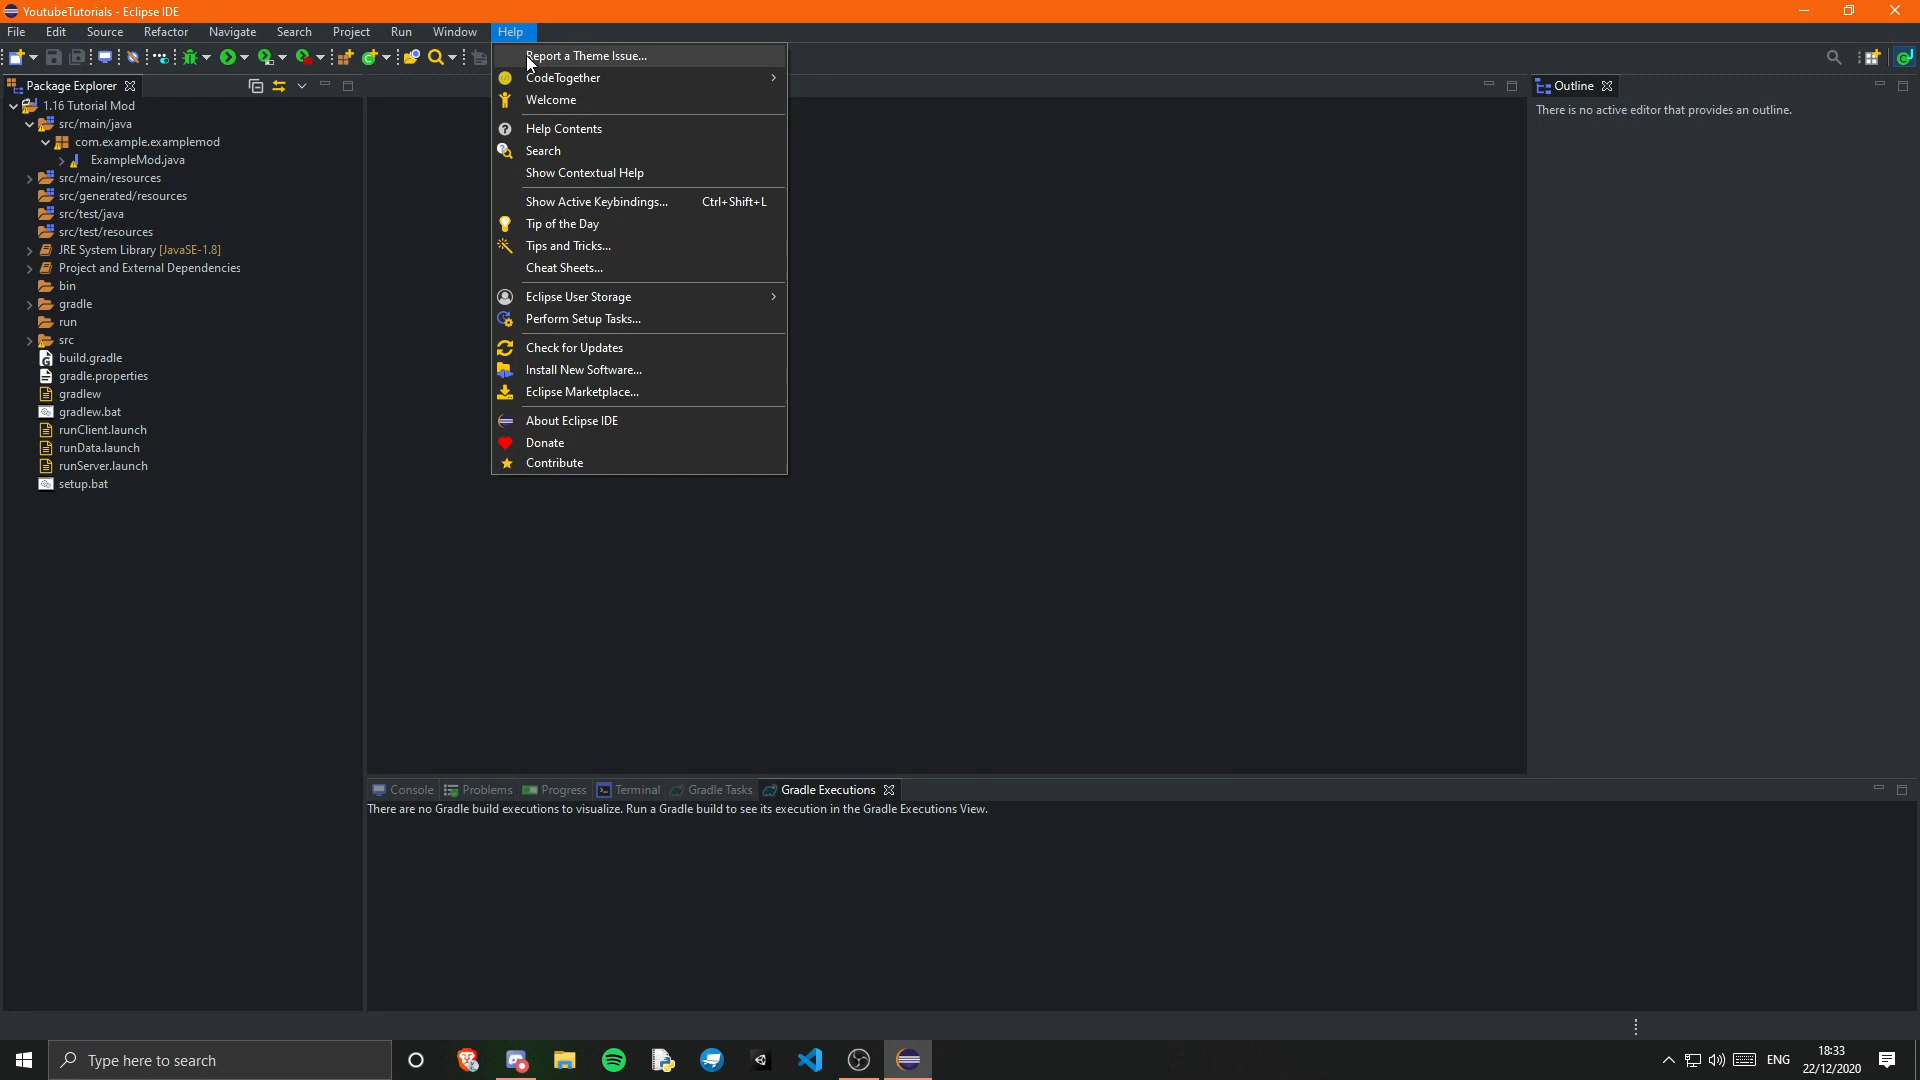 YoutubeTutorials - Eclipse IDE
File Edit Source Refactor Navigate Search Project Run Window Help
Package Explorer
1.16 Tutorial Mod
src/main/java
com.example.examplemod
ExampleMod.java
src/main/resources
src/generated/resources
src/test/java
src/test/resources
JRE System Library [JavaSE-1.8]
Project and External Dependencies
bin
gradle
run
src
build.gradle
gradle.properties
gradlew
gradlew.bat
runClient.launch
runData.launch
runServer.launch
setup.bat
Report a Theme Issue...
CodeTogether
Welcome
Help Contents
Search
Show Contextual Help
Show Active Keybindings... Ctrl+Shift+L
Tip of the Day
Tips and Tricks...
Cheat Sheets...
Eclipse User Storage
Perform Setup Tasks...
Check for Updates
Install New Software...
Eclipse Marketplace...
About Eclipse IDE
Donate
Contribute
Outline
There is no active editor that provides an outline.
Console Problems Progress Terminal Gradle Tasks Gradle Executions
There are no Gradle build executions to visualize. Run a Gradle build to see its execution in the Gradle Executions View.
Type here to search
ENG
18:33
22/12/2020